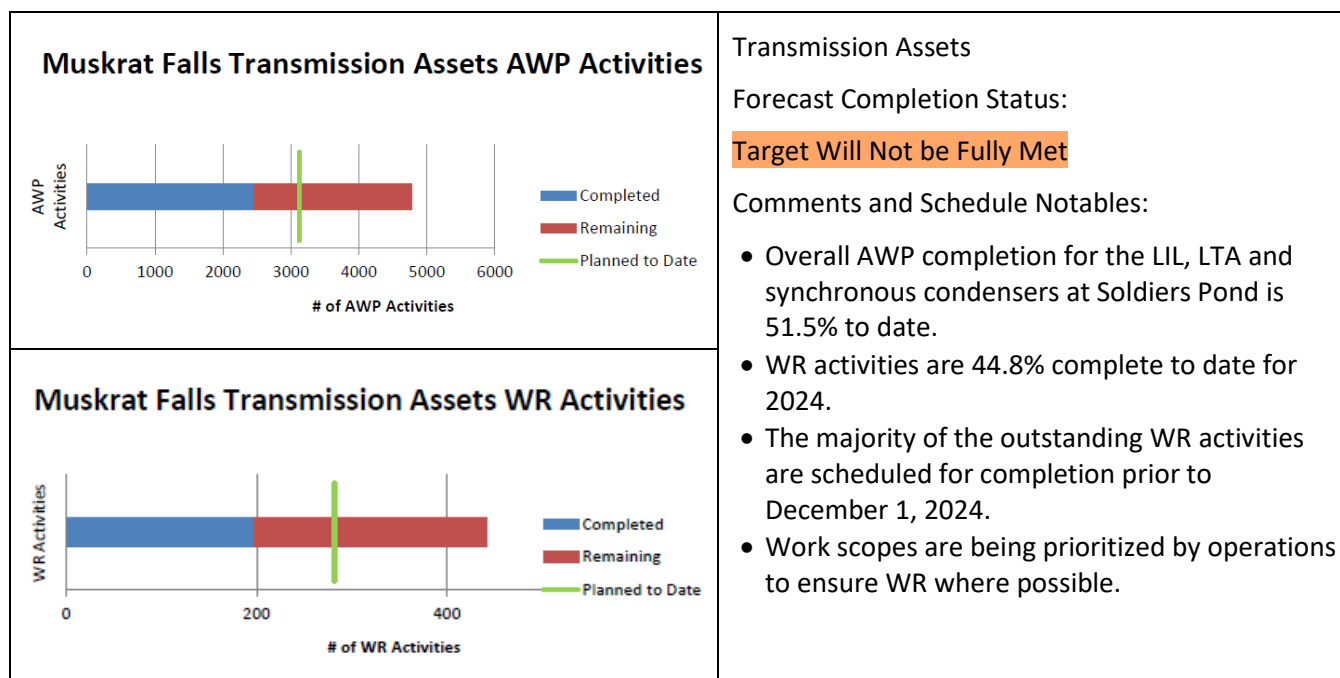 Muskrat Falls Transmission Assets AWP Activities
AWP
Activities
Completed
Remaining
Planned to Date
0 1000 2000 3000 4000 5000 6000
# of AWP Activities
Muskrat Falls Transmission Assets WR Activities
WR Activities
Completed
Remaining
Planned to Date
0 200 400
# of WR Activities
Transmission Assets
Forecast Completion Status:
Target Will Not be Fully Met
Comments and Schedule Notables:
• Overall AWP completion for the LIL, LTA and
synchronous condensers at Soldiers Pond is
51.5% to date.
• WR activities are 44.8% complete to date for
2024.
• The majority of the outstanding WR activities
are scheduled for completion prior to
December 1, 2024.
• Work scopes are being prioritized by operations
to ensure WR where possible.